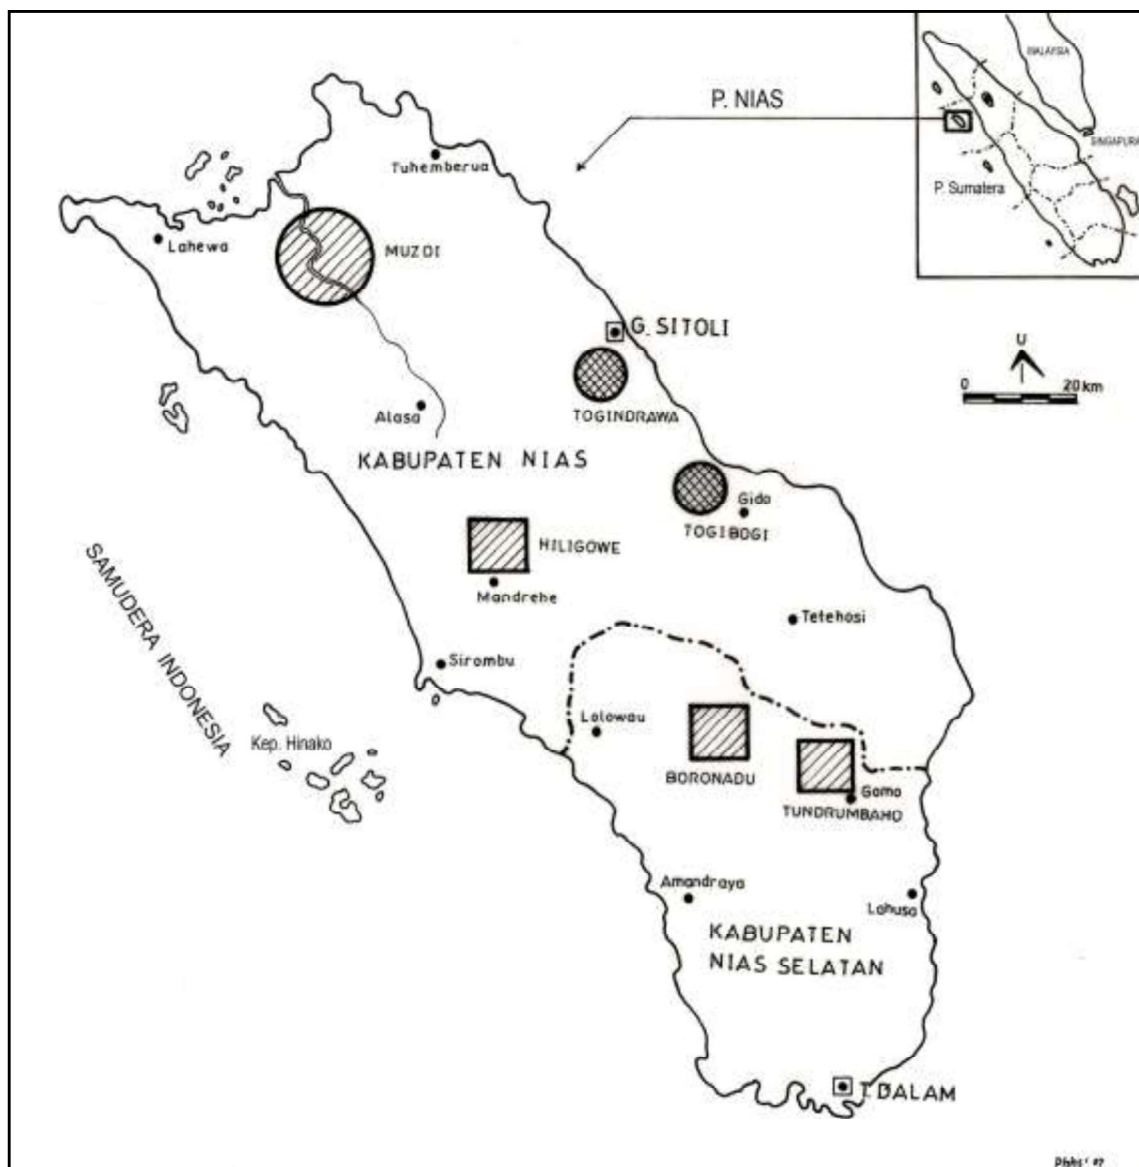 MALAYSIA
P. NIAS
SINGAPURA
P. Sumatera
Tuhemberua
Lahewa
MUZOI
G. SITOLI
U
0 20 km
TOGINDRAWA
Alasa
KABUPATEN NIAS
Gido
TOGIBOGI
HILIGOWE
Mandrehe
SAMUDERA INDONESIA
Tetehosi
Sirombu
Lolowau
Kep. Hinako
BORONADU
Gomo
TUNDRUMBAHO
Amandraya
Lahusa
KABUPATEN
NIAS SELATAN
T.DALAM